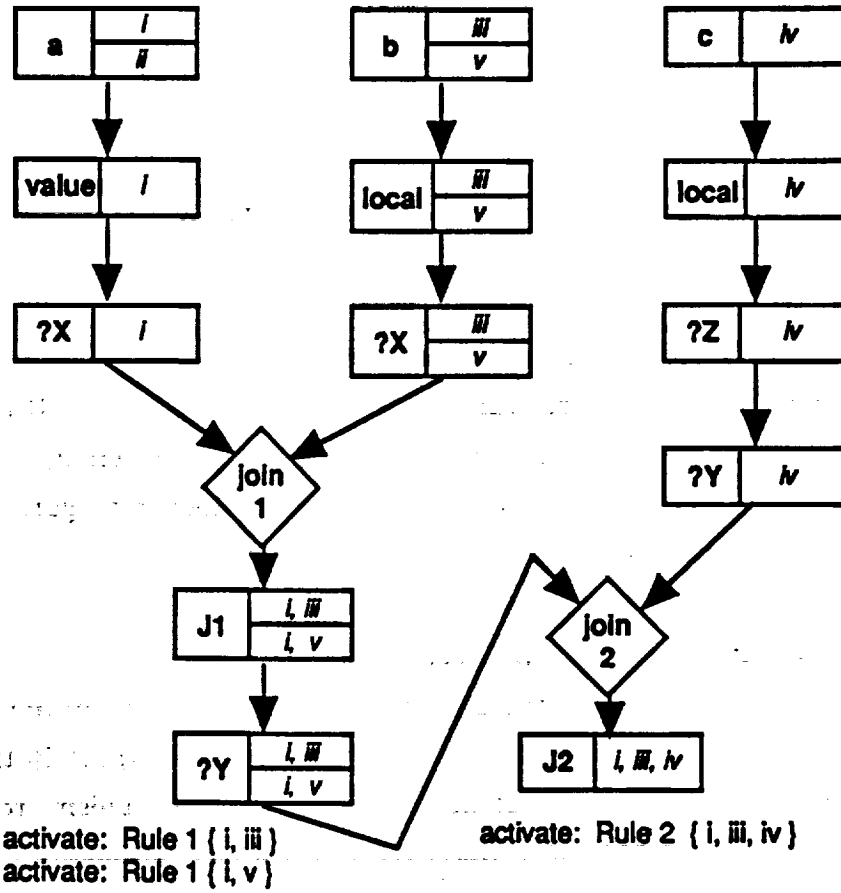 a
i
ii
b
iii
v
c
iv
value
i
local
iii
v
local
iv
?X
i
?X
iii
v
?Z
iv
join
1
?Y
iv
J1
i, iii
i, v
join
2
?Y
i, iii
i, v
J2
i, iii, iv
activate: Rule 1 { i, iii }
activate: Rule 1 { i, v }
activate: Rule 2 { i, iii, iv }